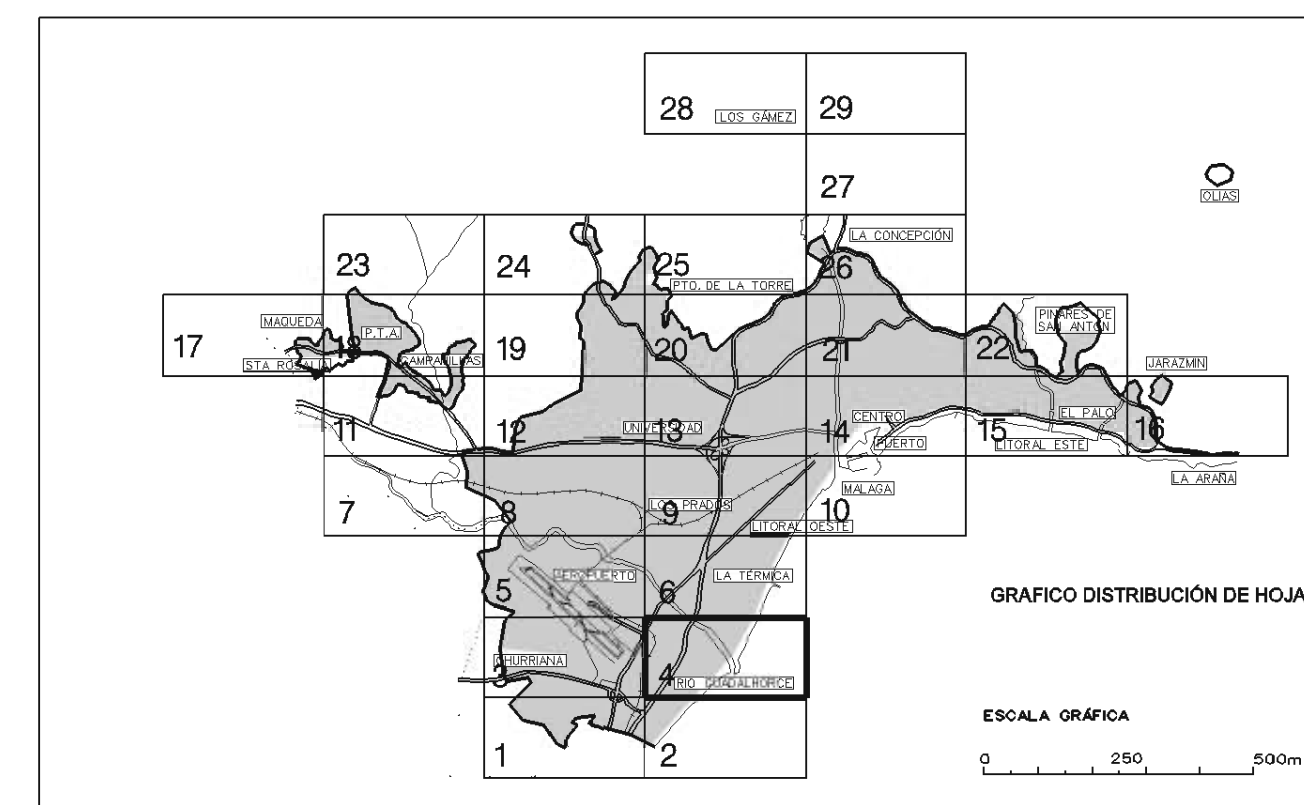 28 LOS GÁMEZ 29
27
OLIAS
LA CONCEPCIÓN
23 24 25 26
PTO. DE LA TORRE
MAQUEDA
P.T.A.
PINARES DE
SAN ANTÓN
17 18 19 20 21 22
STA ROSALIA
CAMPANILLAS
JARAZMIN
CENTRO
EL PALO
11 12 UNIVERSIDAD 13 14 15 16
PUERTO
LITORAL ESTE
LA ARAÑA
MALAGA
7 8 LOS PRADOS 9 10
LITORAL OESTE
AEROPUERTO
LA TÉRMICA
5 6
GRAFICO DISTRIBUCIÓN DE HOJA
CHURRIANA
3 4 RIO GUADALHORCE
ESCALA GRÁFICA
1 2
0 250 500m